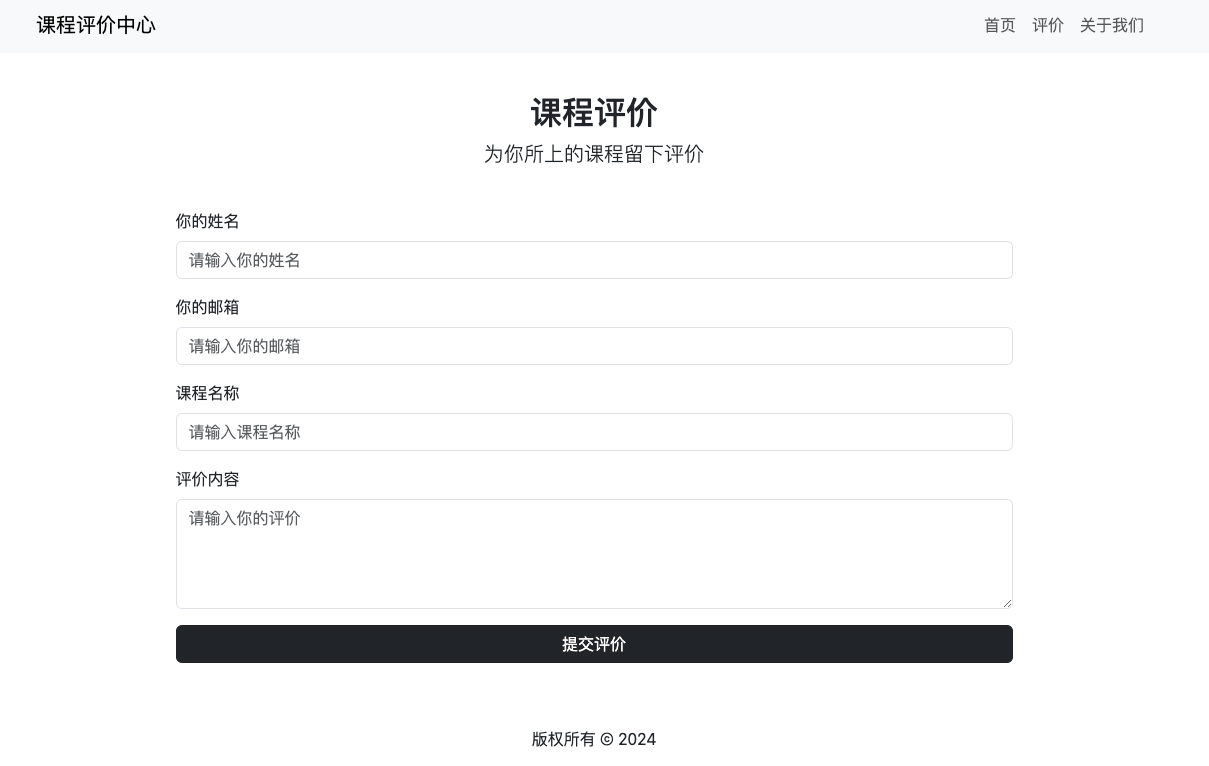 课程评价中心
首页 评价 关于我们
课程评价
为你所上的课程留下评价
你的姓名
请输入你的姓名
你的邮箱
请输入你的邮箱
课程名称
请输入课程名称
评价内容
请输入你的评价
提交评价
版权所有 © 2024